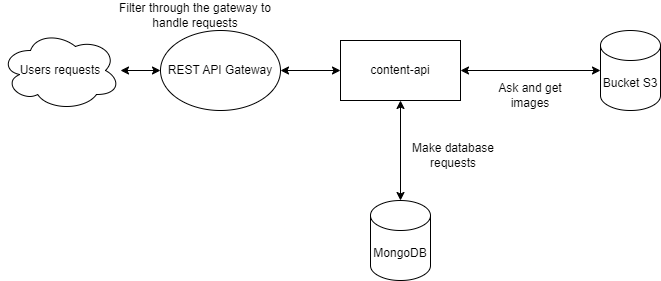 Filter through the gateway to
handle requests
Users requests
REST API Gateway
content-api
Bucket S3
Ask and get
images
Make database
requests
MongoDB